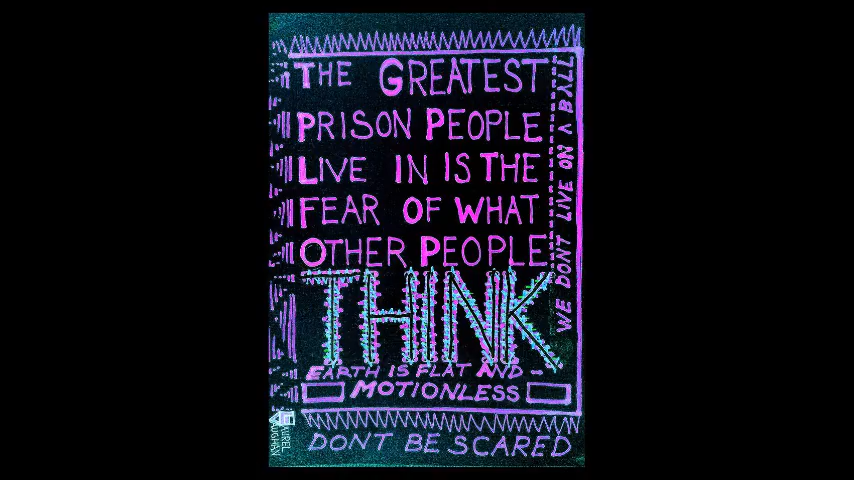 THE GREATEST
PRISON PEOPLE
LIVE IN IS THE
FEAR OF WHAT
OTHER PEOPLE
THINK
EARTH IS FLAT AND -
MOTIONLESS
DONT BE SCARED
WE DONT LIVE ON A BALL